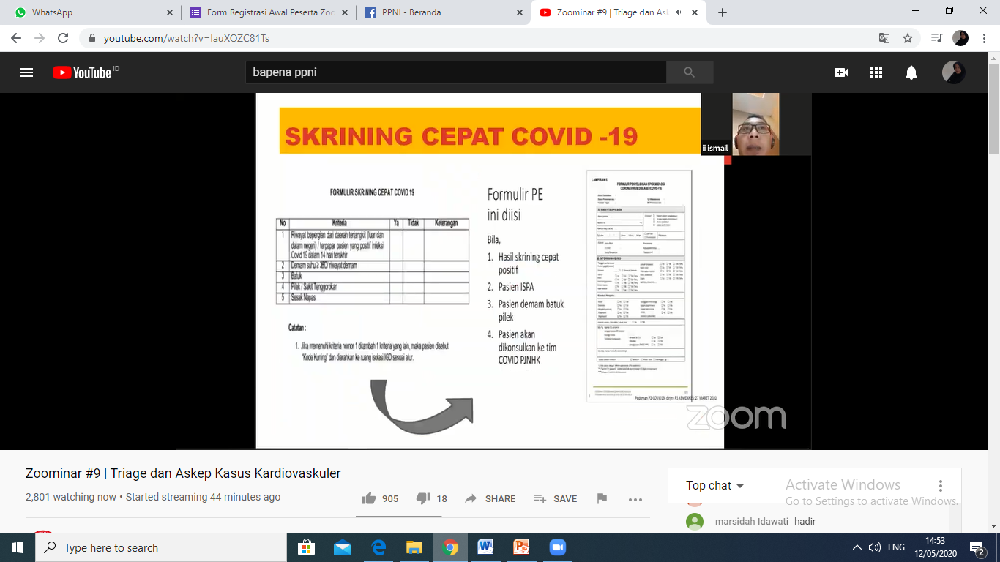 WhatsApp
Form Registrasi Awal Peserta Zoo
PPNI - Beranda
Zoominar #9 | Triage dan As
youtube.com/watch?v=IauXOZC81Ts
YouTube ID
bapena ppni
SKRINING CEPAT COVID -19
ii ismail
FORMULIR SKRINING CEPAT COVID 19
No Kriteria Ya Tidak Keterangan
1 Riwayat bepergian dari daerah terjangkit (luar dan
dalam negeri) / terpapar pasien yang positif infeksi
Covid 19 dalam 14 hari terakhir
2 Demam suhu ≥ 38C/ riwayat demam
3 Batuk
4 Pilek / Sakit Tenggorokan
5 Sesak Napas
Catatan :
1. Jika memenuhi kriteria nomor 1 ditambah 1 kriteria yang lain, maka pasien disebut
"Kode Kuning" dan diarahkan ke ruang isolasi IGD sesuai alur.
Formulir PE
ini diisi
Bila,
1. Hasil skrining cepat
positif
2. Pasien ISPA
3. Pasien demam batuk
pilek
4. Pasien akan
dikonsulkan ke tim
COVID PJNHK
FORMULIR PENYELIDIKAN EPIDEMIOLOGI
CORONAVIRUS DISEASE (COVID-19)
Pedoman P2 COVID19, dirjen P3 KEMENKES, 27 MARET 2020
zoom
Zoominar #9 | Triage dan Askep Kasus Kardiovaskuler
2,801 watching now • Started streaming 44 minutes ago
905 18 SHARE SAVE
Top chat
Activate Windows
Go to Settings to activate Windows.
marsidah Idawati hadir
Type here to search
ENG
14:53
12/05/2020
2